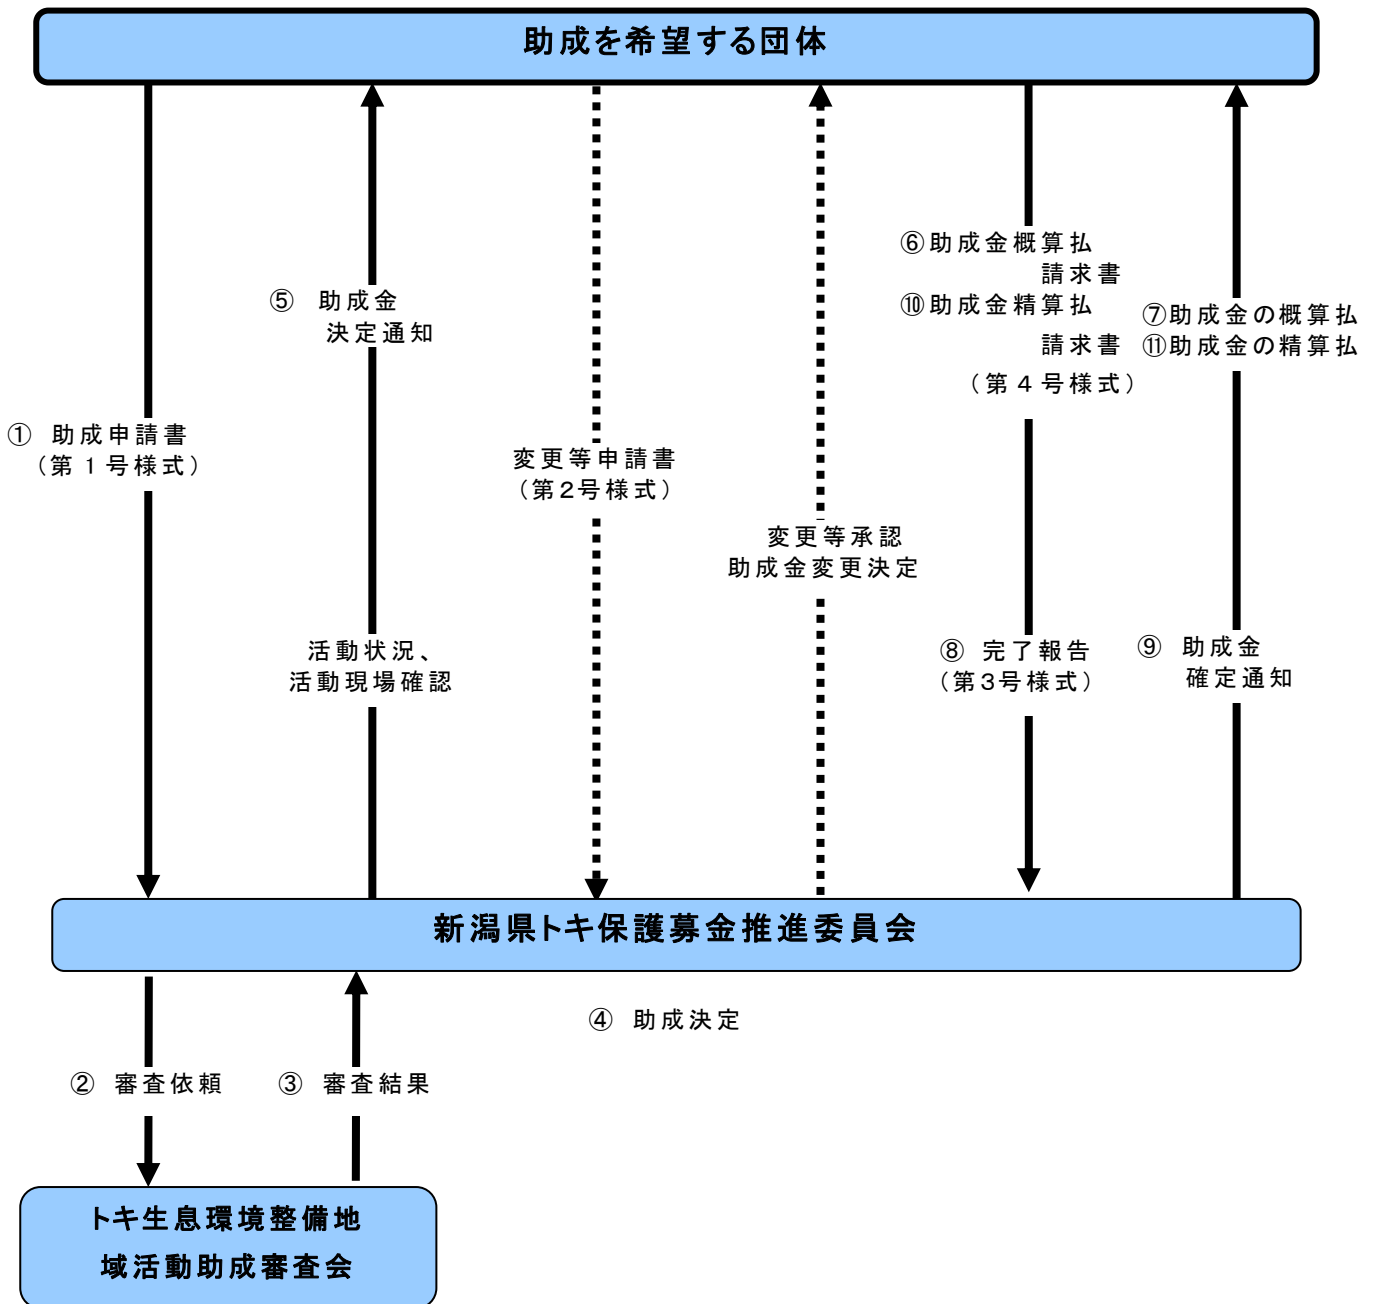 助成を希望する団体
① 助成申請書
（第１号様式）
⑤ 助成金
決定通知
活動状況、
活動現場確認
変更等申請書
（第2号様式）
変更等承認
助成金変更決定
⑥助成金概算払
請求書
⑩助成金精算払
請求書
（第４号様式）
⑧ 完了報告
（第3号様式）
⑦助成金の概算払
⑪助成金の精算払
⑨ 助成金
確定通知
新潟県トキ保護募金推進委員会
④ 助成決定
② 審査依頼
③ 審査結果
トキ生息環境整備地
域活動助成審査会